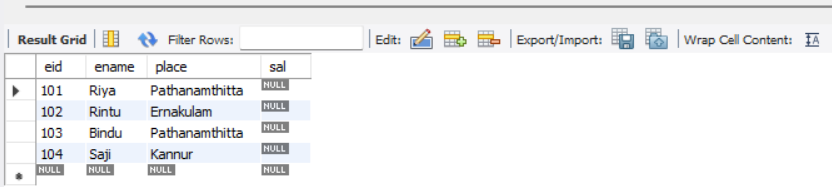 Result Grid Filter Rows: Edit: Export/Import: Wrap Cell Content: IA
eid ename place sal
101 Riya Pathanamthitta NULL
102 Rintu Ernakulam NULL
103 Bindu Pathanamthitta NULL
104 Saji Kannur NULL
NULL NULL NULL NULL